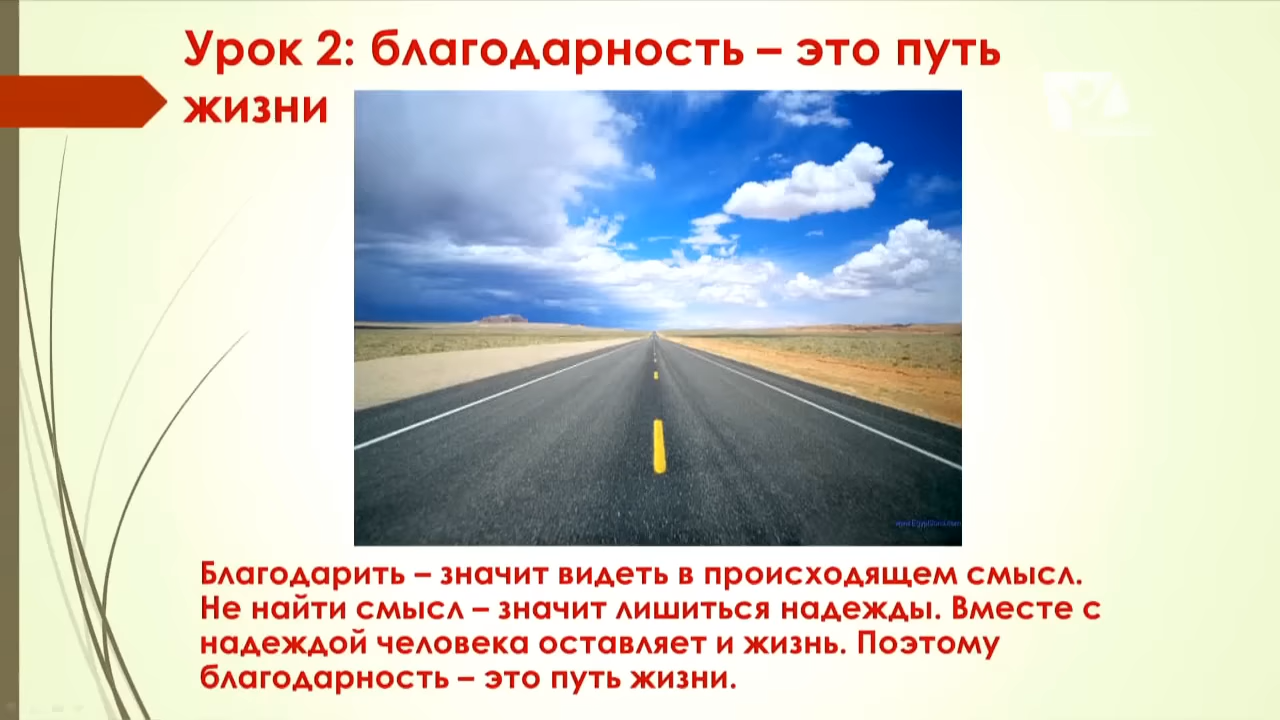 Урок 2: благодарность – это путь
жизни
Благодарить – значит видеть в происходящем смысл.
Не найти смысл – значит лишиться надежды. Вместе с
надеждой человека оставляет и жизнь. Поэтому
благодарность – это путь жизни.